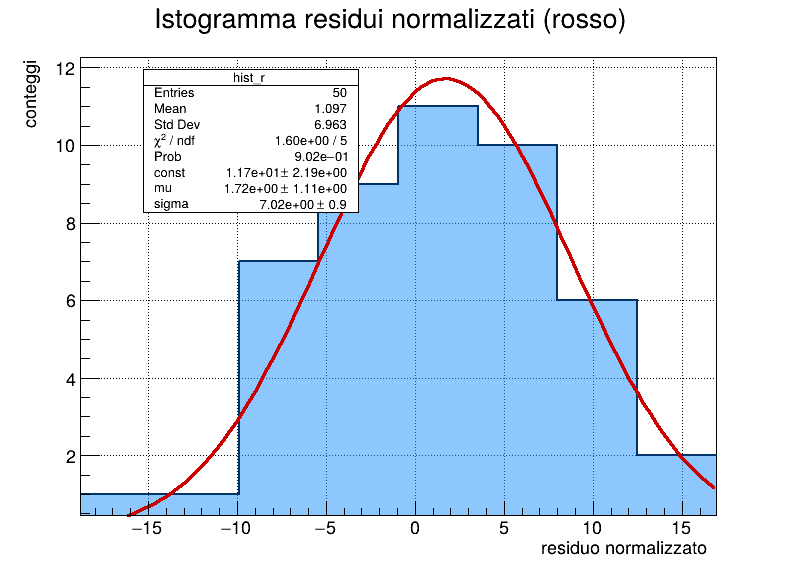 Istogramma residui normalizzati (rosso)
conteggi
hist_r
Entries 50
Mean 1.097
Std Dev 6.963
χ² / ndf 1.60e+00 / 5
Prob 9.02e−01
const 1.17e+01± 2.19e+00
mu 1.72e+00± 1.11e+00
sigma 7.02e+00± 0.9
12
10
8
6
4
2
−15 −10 −5 0 5 10 15
residuo normalizzato